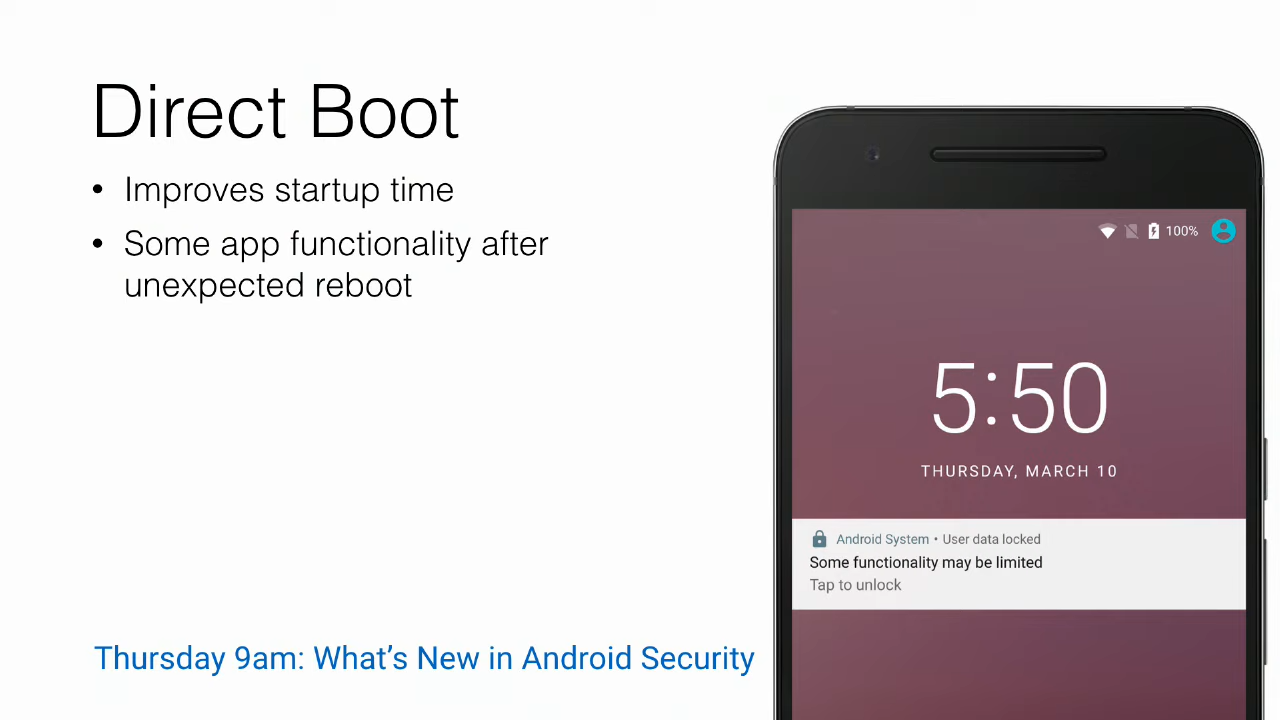 Direct Boot
• Improves startup time
• Some app functionality after
unexpected reboot
Thursday 9am: What’s New in Android Security
100%
5:50
THURSDAY, MARCH 10
Android System • User data locked
Some functionality may be limited
Tap to unlock